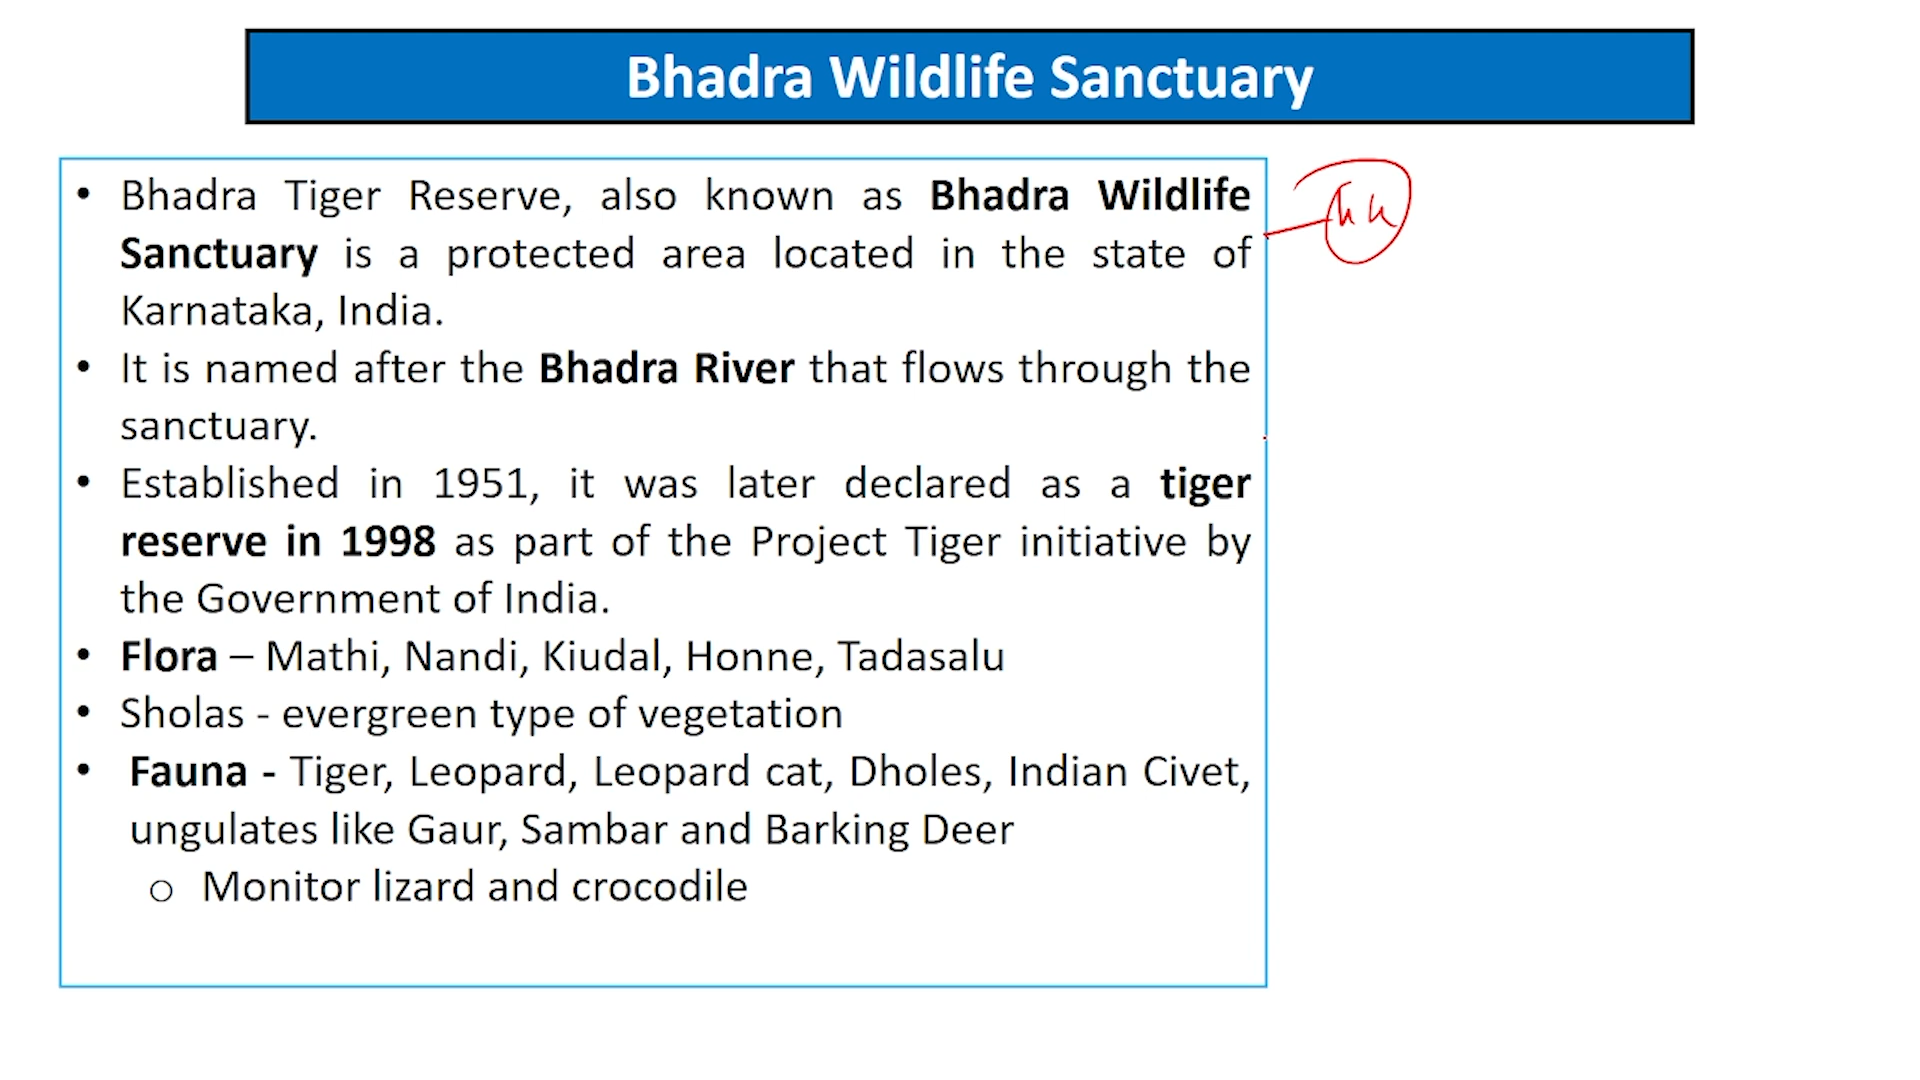 Bhadra Wildlife Sanctuary
• Bhadra Tiger Reserve, also known as Bhadra Wildlife
Sanctuary is a protected area located in the state of
Karnataka, India.
• It is named after the Bhadra River that flows through the
sanctuary.
• Established in 1951, it was later declared as a tiger
reserve in 1998 as part of the Project Tiger initiative by
the Government of India.
• Flora – Mathi, Nandi, Kiudal, Honne, Tadasalu
• Sholas - evergreen type of vegetation
• Fauna - Tiger, Leopard, Leopard cat, Dholes, Indian Civet,
ungulates like Gaur, Sambar and Barking Deer
o Monitor lizard and crocodile